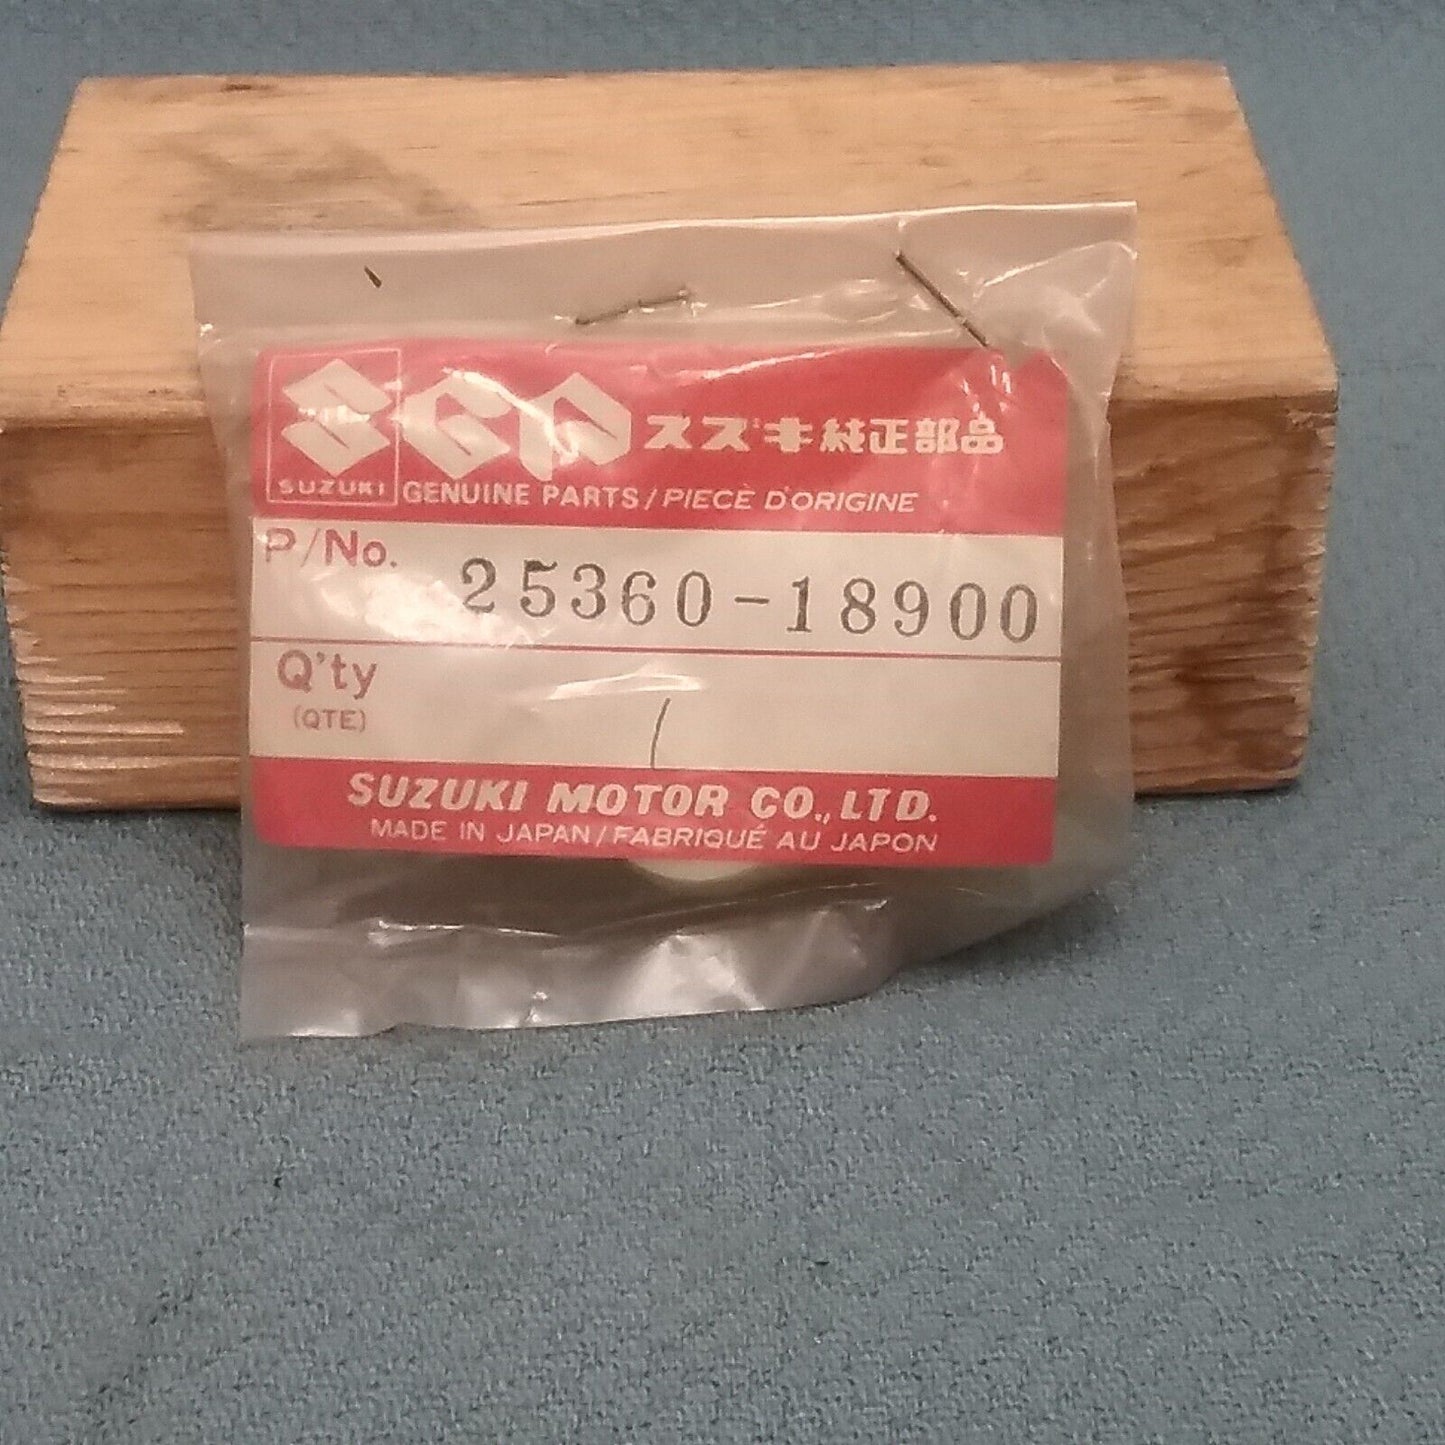 SGP スズキ純正部品
SUZUKI
GENUINE PARTS / PIECE D'ORIGINE
P/No. 25360-18900
Q'ty 1
(QTE)
SUZUKI MOTOR CO., LTD.
MADE IN JAPAN / FABRIQUÉ AU JAPON